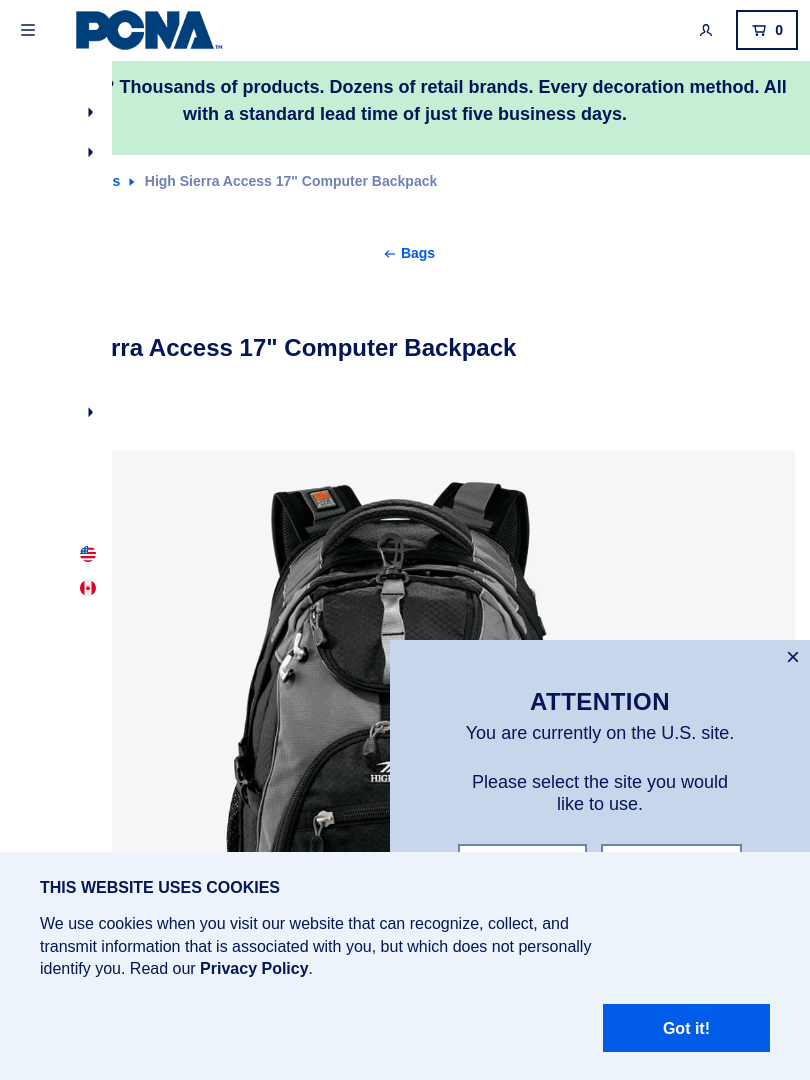 PCNA TM
0
? Thousands of products. Dozens of retail brands. Every decoration method. All
with a standard lead time of just five business days.
s High Sierra Access 17" Computer Backpack
← Bags
rra Access 17" Computer Backpack
×
ATTENTION
You are currently on the U.S. site.
Please select the site you would
like to use.
HIGH
THIS WEBSITE USES COOKIES
We use cookies when you visit our website that can recognize, collect, and
transmit information that is associated with you, but which does not personally
identify you. Read our Privacy Policy.
Got it!